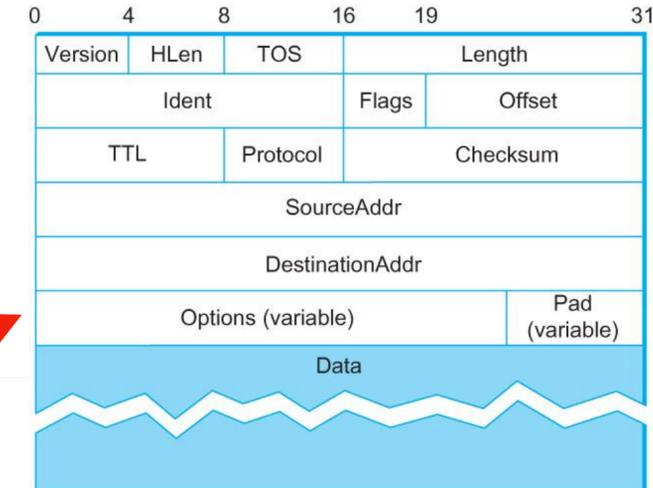 0 4 8 16 19 31
Version HLen TOS Length
Ident Flags Offset
TTL Protocol Checksum
SourceAddr
DestinationAddr
Options (variable) Pad
(variable)
Data